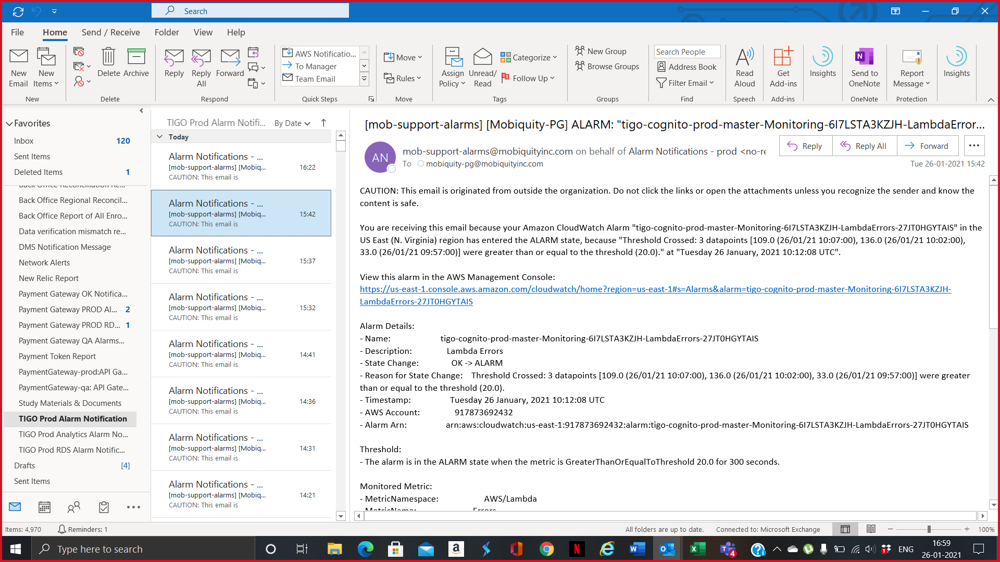 Search
File Home Send / Receive Folder View Help
New Email
New Items
Delete
Archive
Reply
Reply All
Forward
AWS Notificatio...
To Manager
Team Email
Move
Rules
Assign Policy
Unread/ Read
Categorize
Follow Up
New Group
Browse Groups
Search People
Address Book
Filter Email
Read Aloud
Get Add-ins
Insights
Send to OneNote
Report Message
Insights
New Delete Respond Quick Steps Move Tags Groups Find Speech Add-ins OneNote Protection
Favorites
Inbox 120
Sent Items
Deleted Items 1
Back Office Regional Reconcil...
Back Office Report of All Enro...
Data verification mismatch re...
DMS Notification Message
Network Alerts
New Relic Report
Payment Gateway OK Notifica...
Payment Gateway PROD Al... 2
Payment Gateway PROD RD... 1
Payment Gateway QA Alarms...
Payment Token Report
PaymentGateway-prod:API Ga...
PaymentGateway-qa: API Gate...
Study Materials & Documents
TIGO Prod Alarm Notification
TIGO Prod Analytics Alarm No...
TIGO Prod RDS Alarm Notific...
Drafts [4]
Sent Items
TIGO Prod Alarm Notifi... By Date
Today
Alarm Notifications - ...
[mob-support-alarms] [Mobiq... 16:22
CAUTION: This email is
Alarm Notifications - ...
[mob-support-alarms] [Mobiq... 15:42
CAUTION: This email is
Alarm Notifications - ...
[mob-support-alarms] [Mobiq... 15:37
CAUTION: This email is
Alarm Notifications - ...
[mob-support-alarms] [Mobiq... 15:32
CAUTION: This email is
Alarm Notifications - ...
[mob-support-alarms] [Mobiq... 14:41
CAUTION: This email is
Alarm Notifications - ...
[mob-support-alarms] [Mobiq... 14:36
CAUTION: This email is
Alarm Notifications - ...
[mob-support-alarms] [Mobiq... 14:31
CAUTION: This email is
Alarm Notifications - ...
[mob-support-alarms] [Mobiq... 14:21
CAUTION: This email is
[mob-support-alarms] [Mobiquity-PG] ALARM: "tigo-cognito-prod-master-Monitoring-6I7LSTA3KZJH-LambdaError...
AN
mob-support-alarms@mobiquityinc.com on behalf of Alarm Notifications - prod <no-re
To mobiquity-pg@mobiquityinc.com
Reply Reply All Forward
Tue 26-01-2021 15:42
CAUTION: This email is originated from outside the organization. Do not click the links or open the attachments unless you recognize the sender and know the
content is safe.
You are receiving this email because your Amazon CloudWatch Alarm "tigo-cognito-prod-master-Monitoring-6I7LSTA3KZJH-LambdaErrors-27JT0HGYTAIS" in the
US East (N. Virginia) region has entered the ALARM state, because "Threshold Crossed: 3 datapoints [109.0 (26/01/21 10:07:00), 136.0 (26/01/21 10:02:00),
33.0 (26/01/21 09:57:00)] were greater than or equal to the threshold (20.0)." at "Tuesday 26 January, 2021 10:12:08 UTC".
View this alarm in the AWS Management Console:
https://us-east-1.console.aws.amazon.com/cloudwatch/home?region=us-east-1#s=Alarms&alarm=tigo-cognito-prod-master-Monitoring-6I7LSTA3KZJH-
LambdaErrors-27JT0HGYTAIS
Alarm Details:
- Name: tigo-cognito-prod-master-Monitoring-6I7LSTA3KZJH-LambdaErrors-27JT0HGYTAIS
- Description: Lambda Errors
- State Change: OK -> ALARM
- Reason for State Change: Threshold Crossed: 3 datapoints [109.0 (26/01/21 10:07:00), 136.0 (26/01/21 10:02:00), 33.0 (26/01/21 09:57:00)] were greater
than or equal to the threshold (20.0).
- Timestamp: Tuesday 26 January, 2021 10:12:08 UTC
- AWS Account: 917873692432
- Alarm Arn: arn:aws:cloudwatch:us-east-1:917873692432:alarm:tigo-cognito-prod-master-Monitoring-6I7LSTA3KZJH-LambdaErrors-27JT0HGYTAIS
Threshold:
- The alarm is in the ALARM state when the metric is GreaterThanOrEqualToThreshold 20.0 for 300 seconds.
Monitored Metric:
- MetricNamespace: AWS/Lambda
- MetricName: Errors
Items: 4,970 Reminders: 1 All folders are up to date. Connected to: Microsoft Exchange 100%
Type here to search
ENG
16:59
26-01-2021